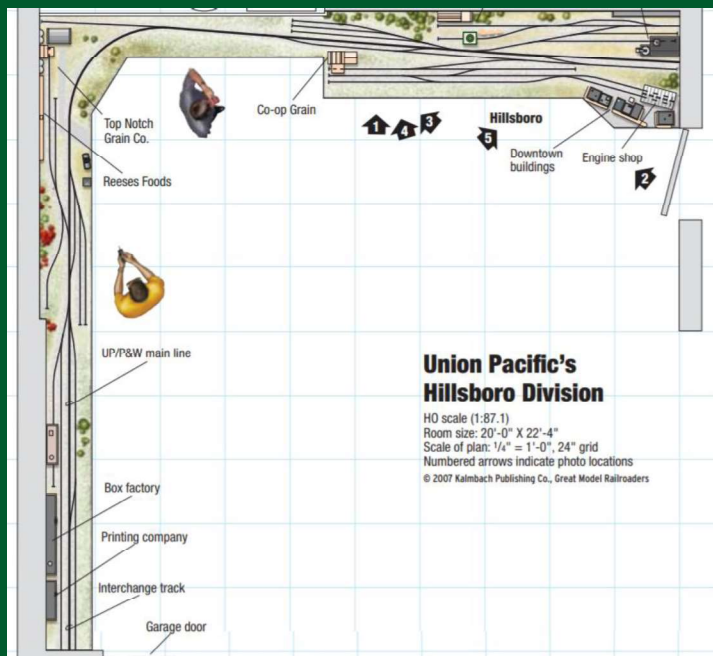 Top Notch
Grain Co.
Co-op Grain
1
4
3
Hillsboro
5
Downtown
buildings
Engine shop
2
Reeses Foods
UP/P&W main line
Union Pacific's
Hillsboro Division
HO scale (1:87.1)
Room size: 20'-0" X 22'-4"
Scale of plan: 1/4" = 1'-0", 24" grid
Numbered arrows indicate photo locations
© 2007 Kalmbach Publishing Co., Great Model Railroaders
Box factory
Printing company
Interchange track
Garage door